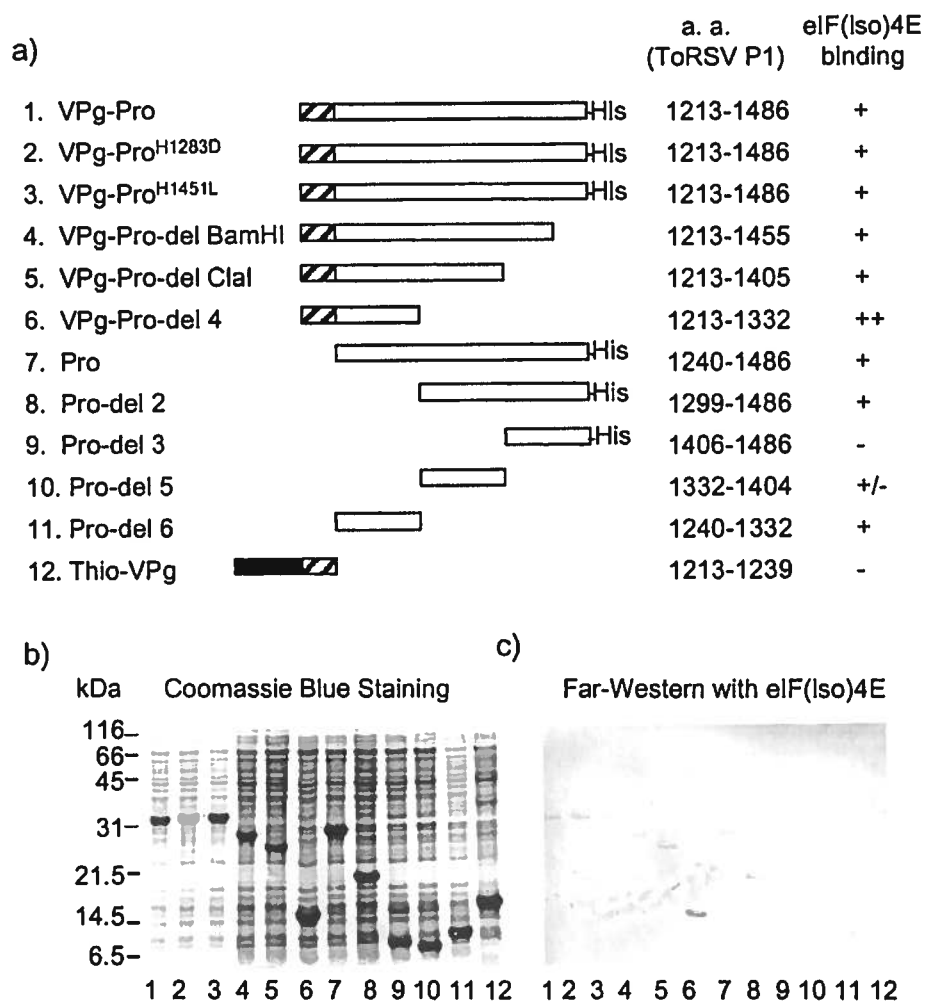 a)
a. a. eIF(Iso)4E
(ToRSV P1) binding
1. VPg-Pro His 1213-1486 +
2. VPg-Pro^H1283D His 1213-1486 +
3. VPg-Pro^H1451L His 1213-1486 +
4. VPg-Pro-del BamHI 1213-1455 +
5. VPg-Pro-del ClaI 1213-1405 +
6. VPg-Pro-del 4 1213-1332 ++
7. Pro His 1240-1486 +
8. Pro-del 2 His 1299-1486 +
9. Pro-del 3 His 1406-1486 -
10. Pro-del 5 1332-1404 +/-
11. Pro-del 6 1240-1332 +
12. Thio-VPg 1213-1239 -
b)
kDa Coomassie Blue Staining
116
66
45
31
21.5
14.5
6.5
1 2 3 4 5 6 7 8 9 10 11 12
c)
Far-Western with eIF(Iso)4E
1 2 3 4 5 6 7 8 9 10 11 12